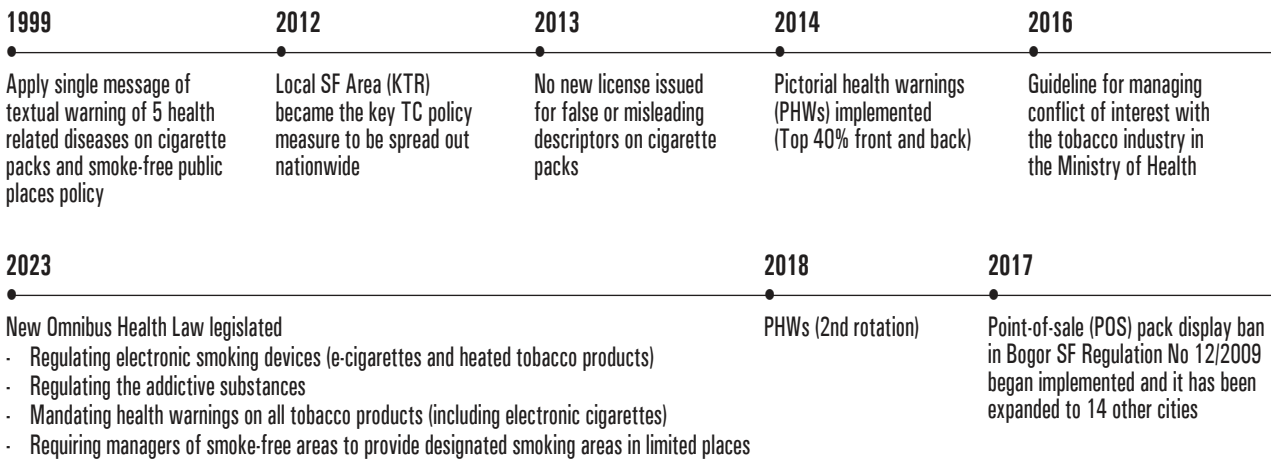 1999
Apply single message of
textual warning of 5 health
related diseases on cigarette
packs and smoke-free public
places policy
2012
Local SF Area (KTR)
became the key TC policy
measure to be spread out
nationwide
2013
No new license issued
for false or misleading
descriptors on cigarette
packs
2014
Pictorial health warnings
(PHWs) implemented
(Top 40% front and back)
2016
Guideline for managing
conflict of interest with
the tobacco industry in
the Ministry of Health
2023
New Omnibus Health Law legislated
- Regulating electronic smoking devices (e-cigarettes and heated tobacco products)
- Regulating the addictive substances
- Mandating health warnings on all tobacco products (including electronic cigarettes)
- Requiring managers of smoke-free areas to provide designated smoking areas in limited places
2018
PHWs (2nd rotation)
2017
Point-of-sale (POS) pack display ban
in Bogor SF Regulation No 12/2009
began implemented and it has been
expanded to 14 other cities